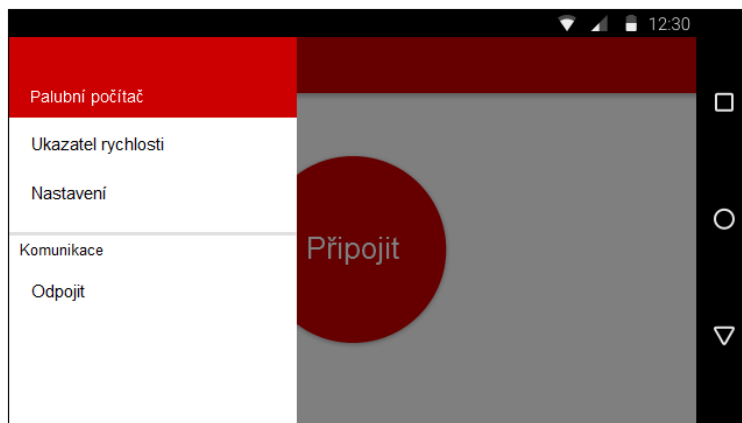 12:30
Palubní počítač
Ukazatel rychlosti
Nastavení
Komunikace
Odpojit
Připojit